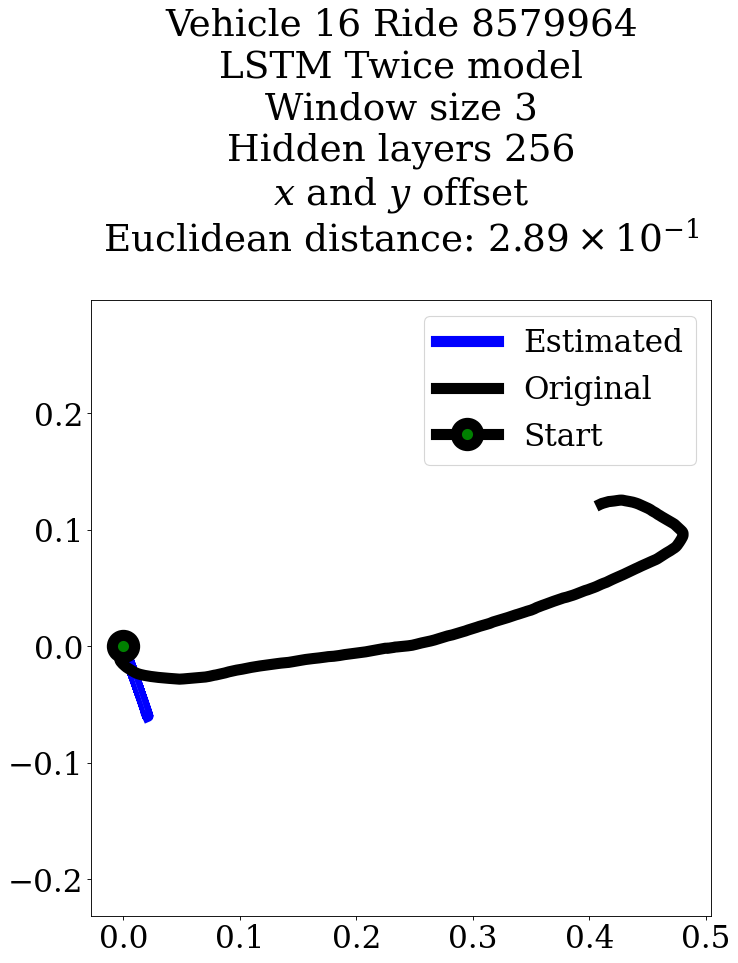 Vehicle 16 Ride 8579964
LSTM Twice model
Window size 3
Hidden layers 256
x and y offset
Euclidean distance: 2.89 × 10⁻¹
Estimated
Original
Start
0.2
0.1
0.0
−0.1
−0.2
0.0 0.1 0.2 0.3 0.4 0.5